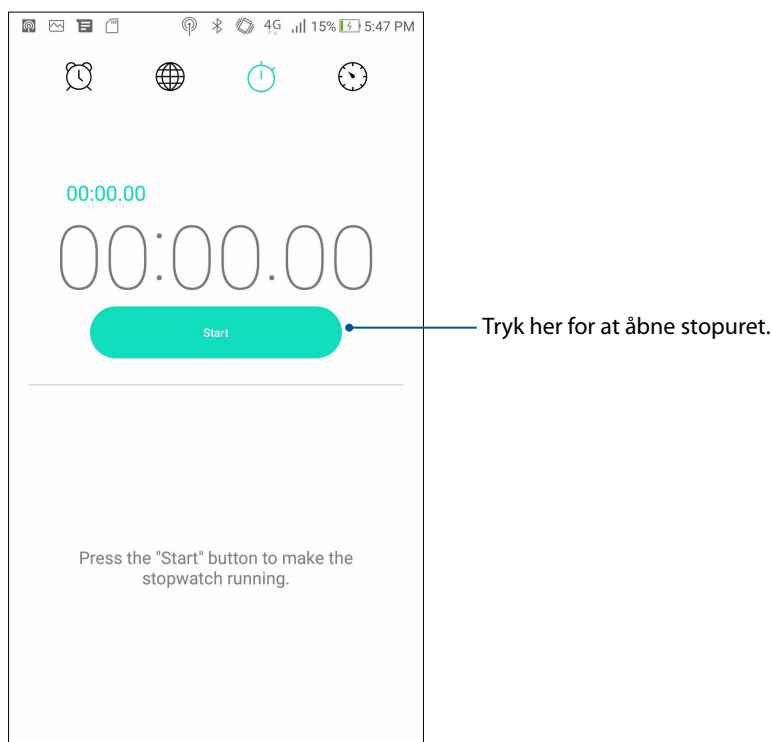 4G 15% 5:47 PM
00:00.00
00:00.00
Start
Tryk her for at åbne stopuret.
Press the "Start" button to make the
stopwatch running.